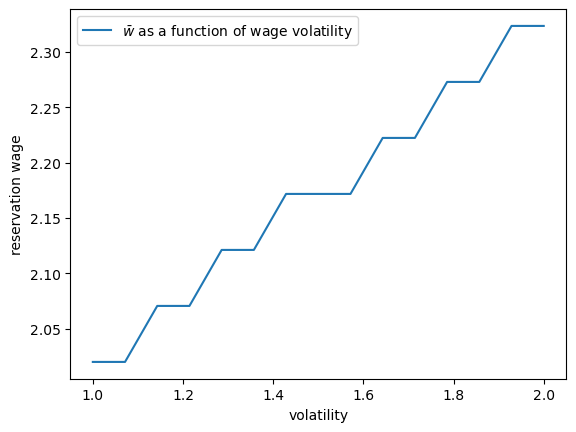 w̄ as a function of wage volatility
2.30
2.25
2.20
2.15
2.10
2.05
reservation wage
1.0 1.2 1.4 1.6 1.8 2.0
volatility